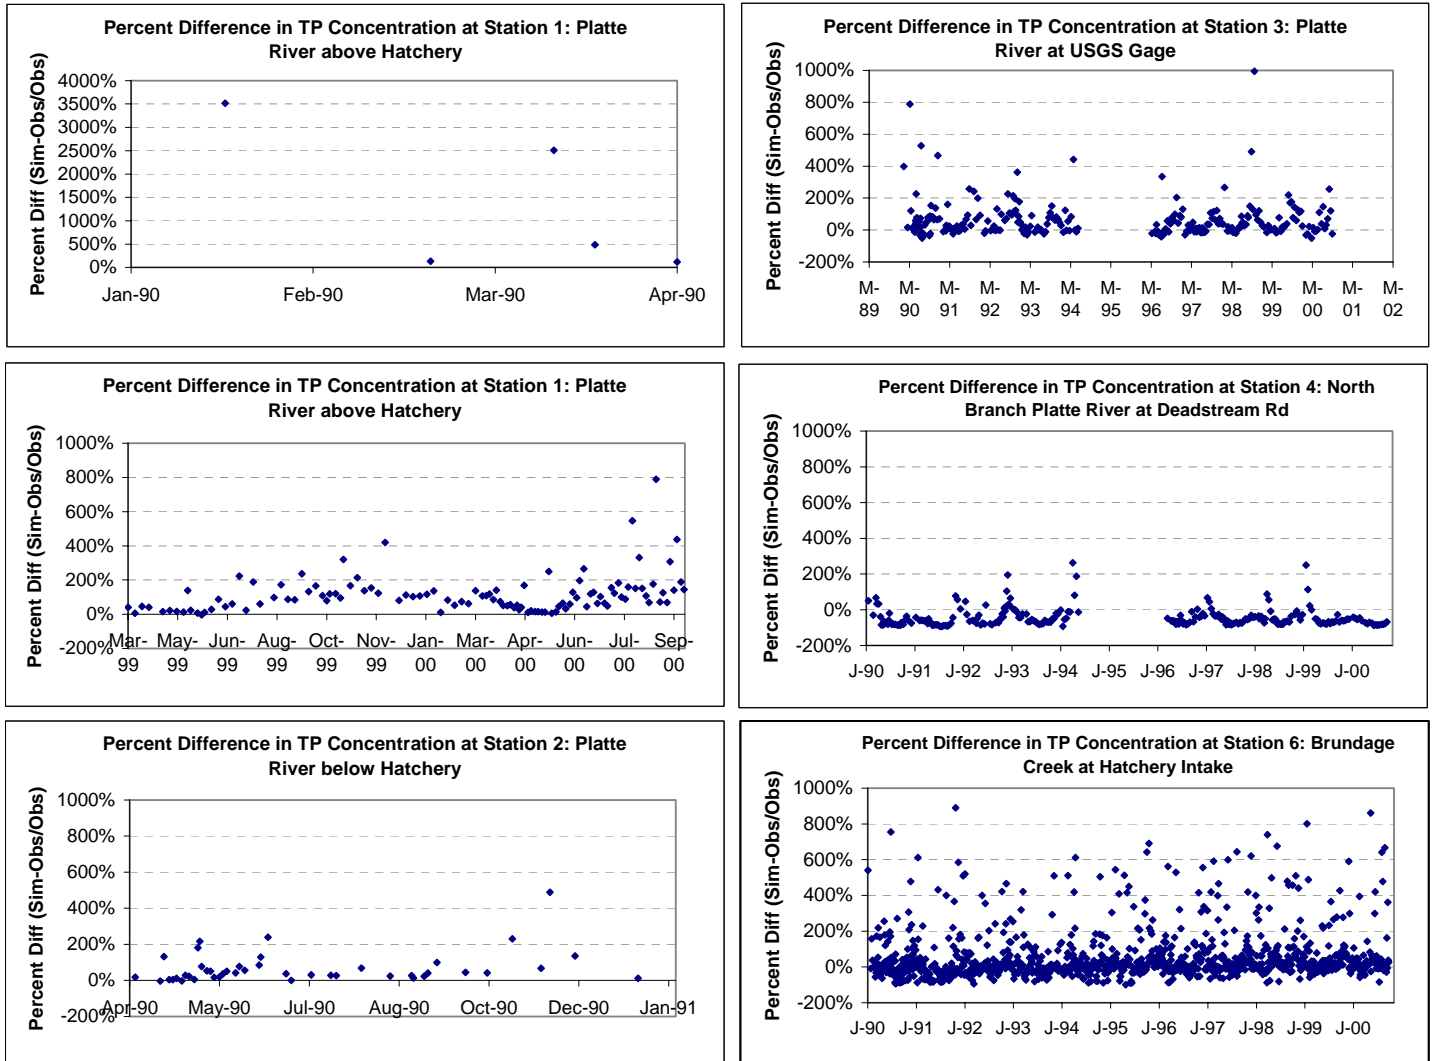 Percent Difference in TP Concentration at Station 1: Platte
River above Hatchery
Percent Diff (Sim-Obs/Obs)
4000%
3500%
3000%
2500%
2000%
1500%
1000%
500%
0%
Jan-90 Feb-90 Mar-90 Apr-90
Percent Difference in TP Concentration at Station 3: Platte
River at USGS Gage
Percent Diff (Sim-Obs/Obs)
1000%
800%
600%
400%
200%
0%
-200%
M- M- M- M- M- M- M- M- M- M- M- M- M- M-
89 90 91 92 93 94 95 96 97 98 99 00 01 02
Percent Difference in TP Concentration at Station 1: Platte
River above Hatchery
Percent Diff (Sim-Obs/Obs)
1000%
800%
600%
400%
200%
0%
-200%
Mar- May- Jun- Aug- Oct- Nov- Jan- Mar- Apr- Jun- Jul- Sep-
99 99 99 99 99 99 00 00 00 00 00 00
Percent Difference in TP Concentration at Station 4: North
Branch Platte River at Deadstream Rd
Percent Diff (Sim-Obs/Obs)
1000%
800%
600%
400%
200%
0%
-200%
J-90 J-91 J-92 J-93 J-94 J-95 J-96 J-97 J-98 J-99 J-00
Percent Difference in TP Concentration at Station 2: Platte
River below Hatchery
Percent Diff (Sim-Obs/Obs)
1000%
800%
600%
400%
200%
0%
-200%
Apr-90 May-90 Jul-90 Aug-90 Oct-90 Dec-90 Jan-91
Percent Difference in TP Concentration at Station 6: Brundage
Creek at Hatchery Intake
Percent Diff (Sim-Obs/Obs)
1000%
800%
600%
400%
200%
0%
-200%
J-90 J-91 J-92 J-93 J-94 J-95 J-96 J-97 J-98 J-99 J-00